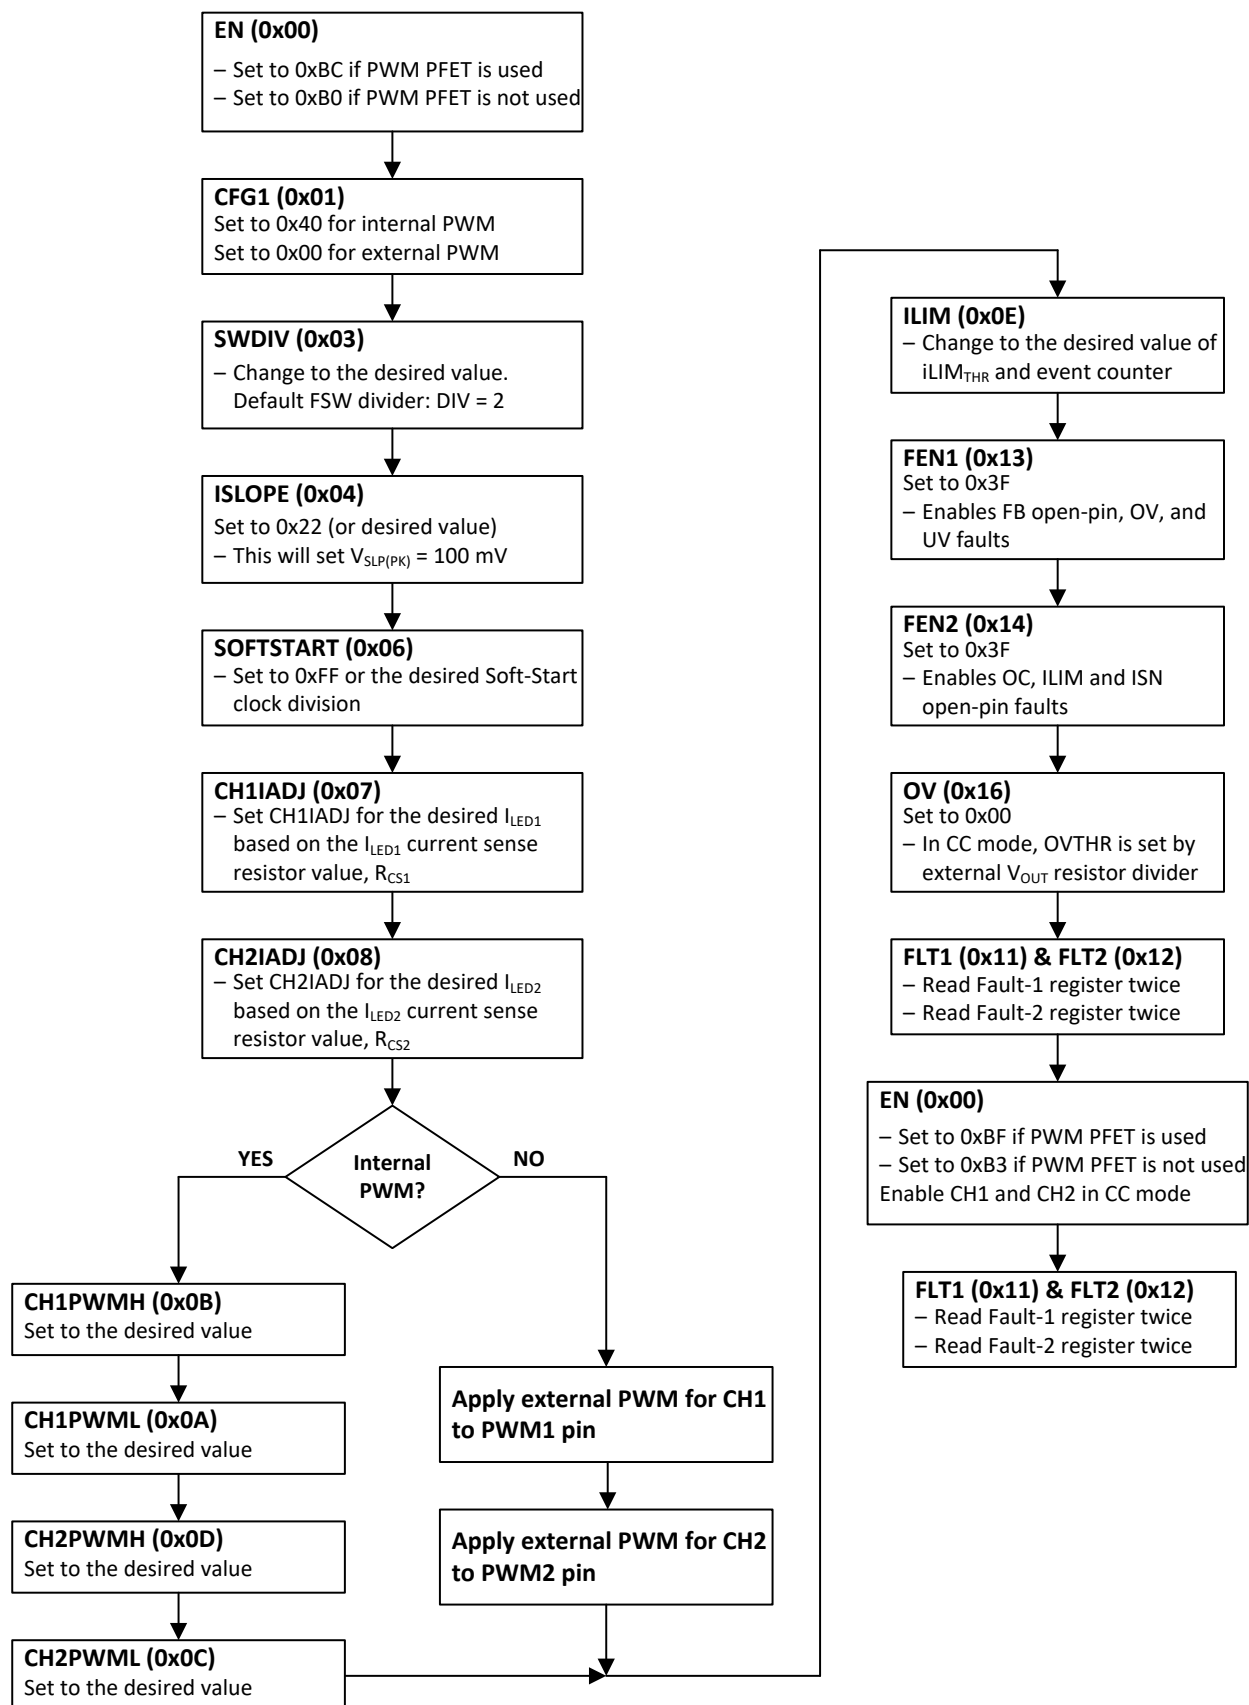 EN (0x00)
– Set to 0xBC if PWM PFET is used
– Set to 0xB0 if PWM PFET is not used
CFG1 (0x01)
Set to 0x40 for internal PWM
Set to 0x00 for external PWM
SWDIV (0x03)
– Change to the desired value.
Default FSW divider: DIV = 2
ISLOPE (0x04)
Set to 0x22 (or desired value)
– This will set VSLP(PK) = 100 mV
SOFTSTART (0x06)
– Set to 0xFF or the desired Soft-Start
clock division
CH1IADJ (0x07)
– Set CH1IADJ for the desired ILED1
based on the ILED1 current sense
resistor value, RCS1
CH2IADJ (0x08)
– Set CH2IADJ for the desired ILED2
based on the ILED2 current sense
resistor value, RCS2
YES
Internal
PWM?
NO
CH1PWMH (0x0B)
Set to the desired value
CH1PWML (0x0A)
Set to the desired value
CH2PWMH (0x0D)
Set to the desired value
CH2PWML (0x0C)
Set to the desired value
Apply external PWM for CH1
to PWM1 pin
Apply external PWM for CH2
to PWM2 pin
ILIM (0x0E)
– Change to the desired value of
iLIMTHR and event counter
FEN1 (0x13)
Set to 0x3F
– Enables FB open-pin, OV, and
UV faults
FEN2 (0x14)
Set to 0x3F
– Enables OC, ILIM and ISN
open-pin faults
OV (0x16)
Set to 0x00
– In CC mode, OVTHR is set by
external VOUT resistor divider
FLT1 (0x11) & FLT2 (0x12)
– Read Fault-1 register twice
– Read Fault-2 register twice
EN (0x00)
– Set to 0xBF if PWM PFET is used
– Set to 0xB3 if PWM PFET is not used
Enable CH1 and CH2 in CC mode
FLT1 (0x11) & FLT2 (0x12)
– Read Fault-1 register twice
– Read Fault-2 register twice